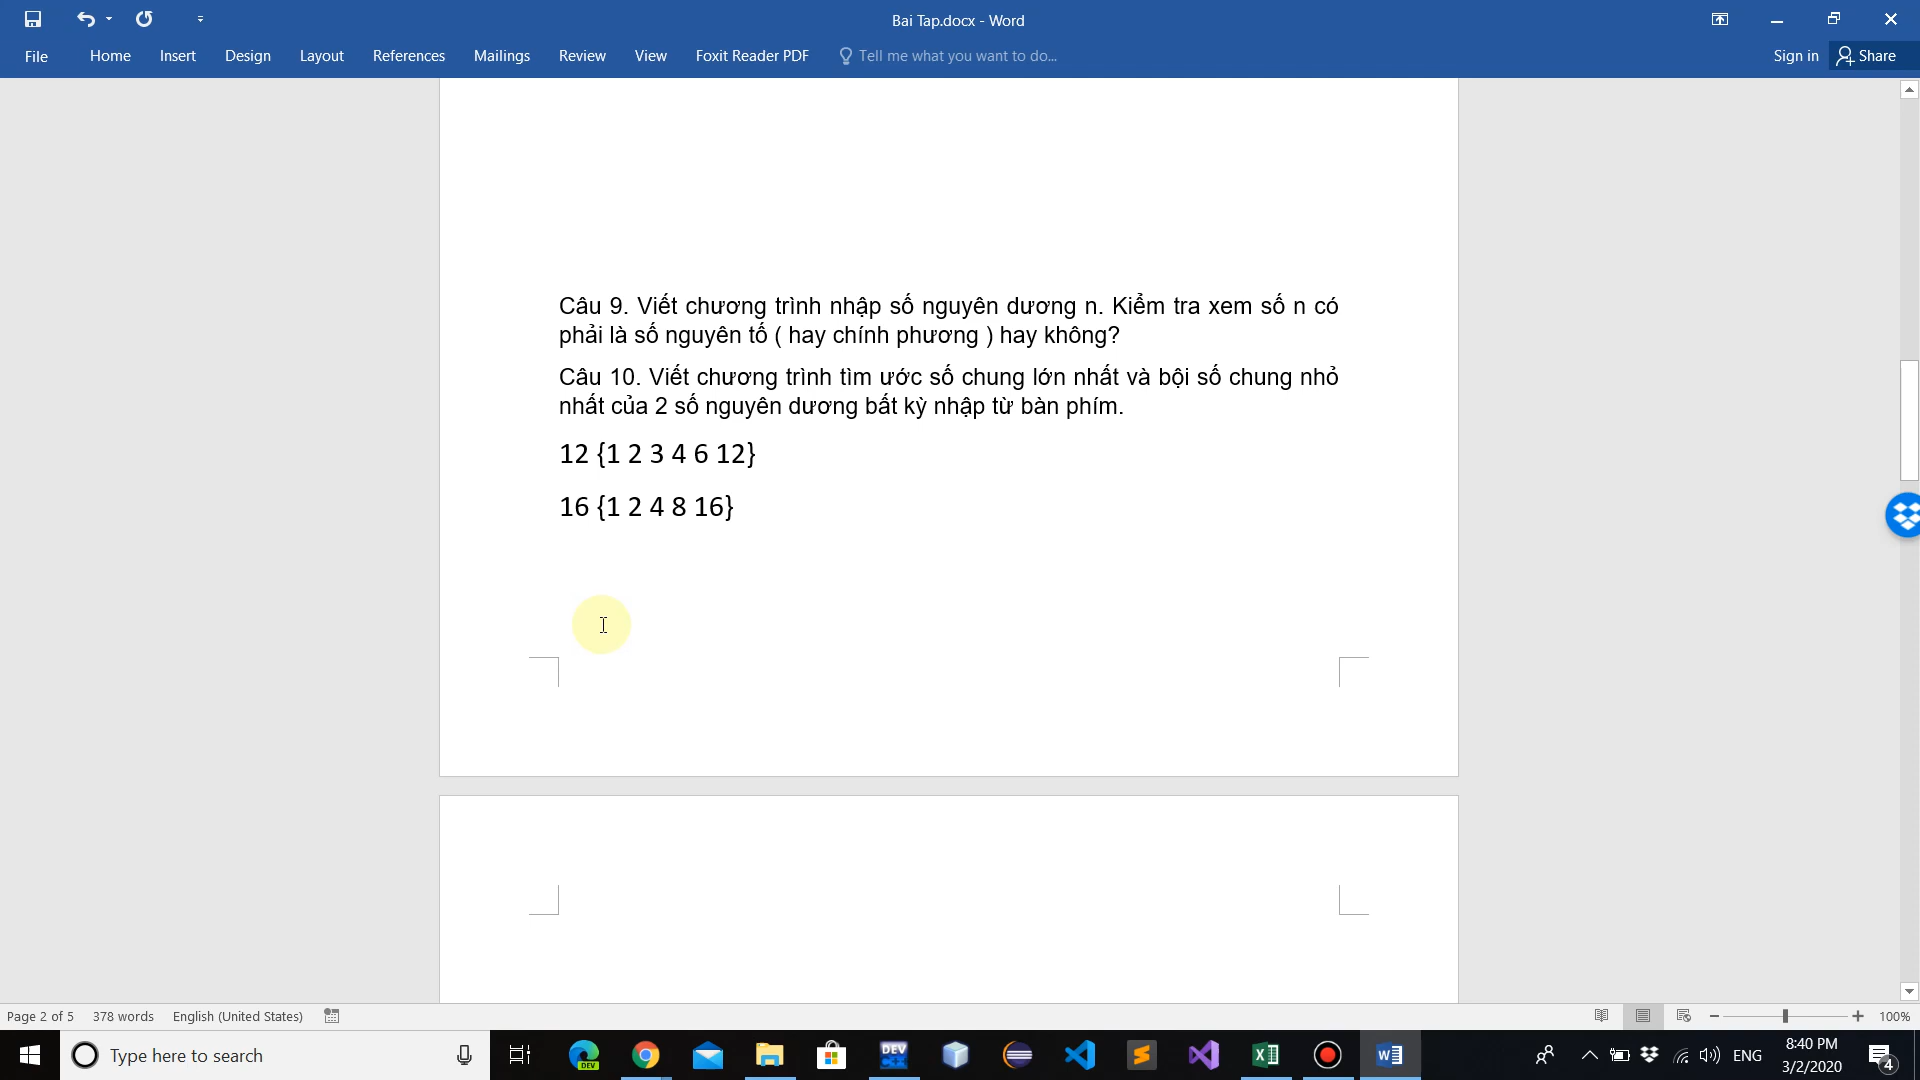 Bai Tap.docx - Word
File Home Insert Design Layout References Mailings Review View Foxit Reader PDF Tell me what you want to do... Sign in Share
Câu 9. Viết chương trình nhập số nguyên dương n. Kiểm tra xem số n có
phải là số nguyên tố ( hay chính phương ) hay không?
Câu 10. Viết chương trình tìm ước số chung lớn nhất và bội số chung nhỏ
nhất của 2 số nguyên dương bất kỳ nhập từ bàn phím.
12 {1 2 3 4 6 12}
16 {1 2 4 8 16}
Page 2 of 5 378 words English (United States) 100%
Type here to search DEV DEV ENG 8:40 PM
3/2/2020 4